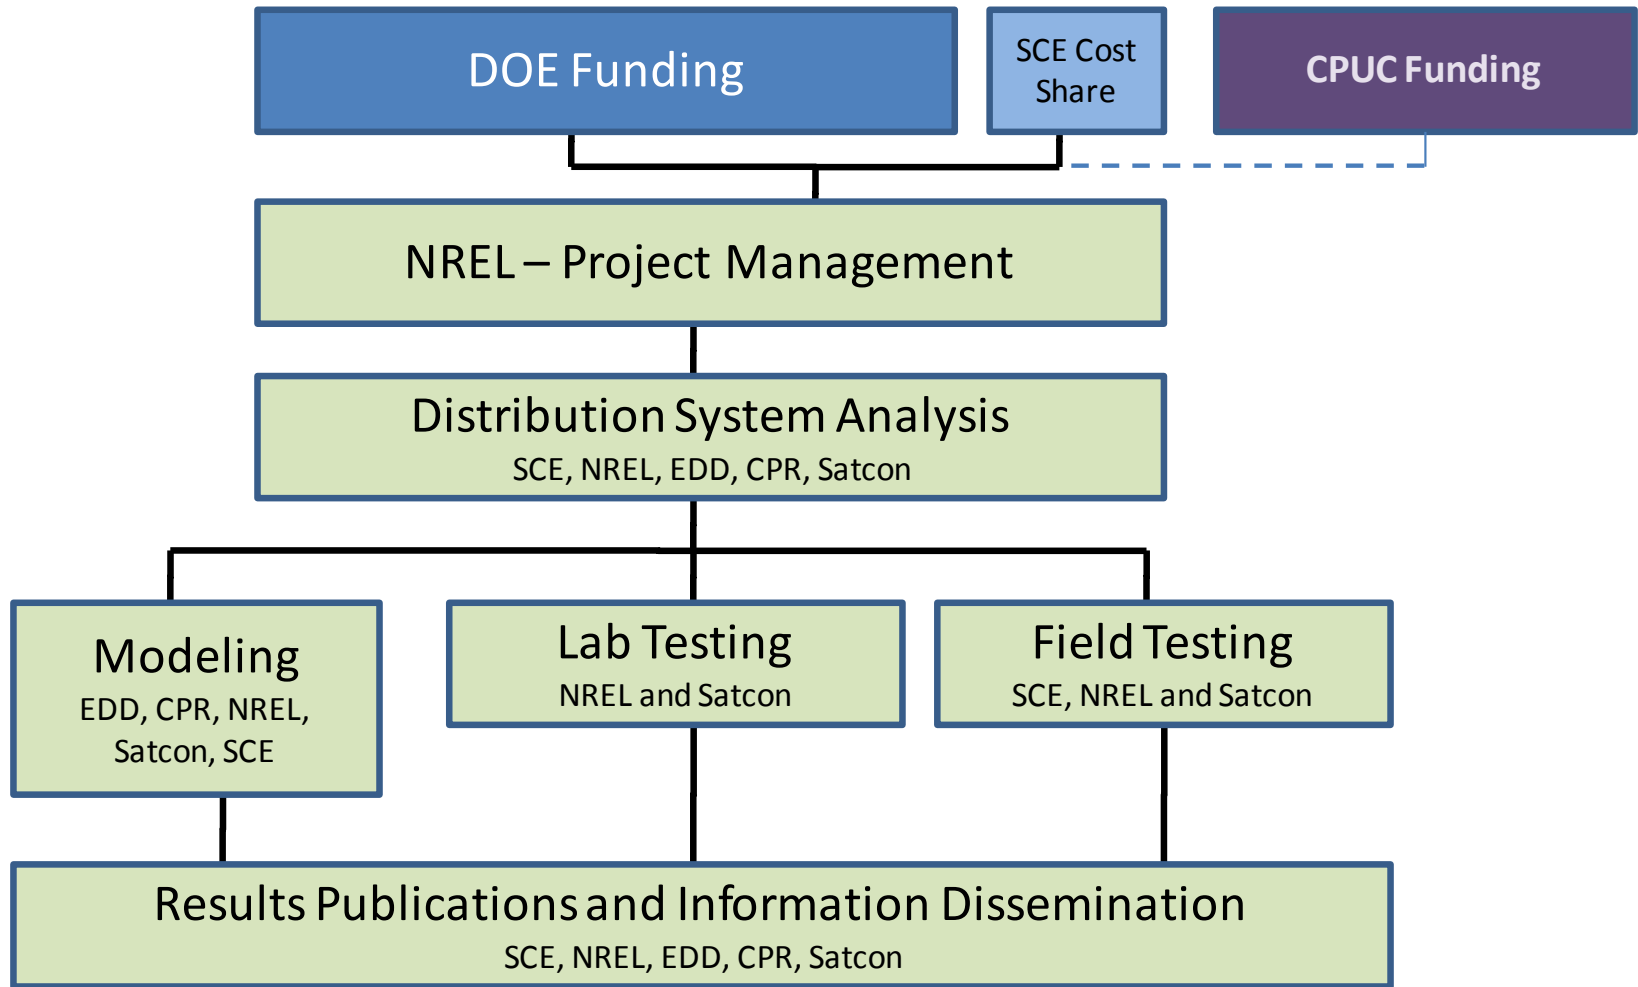 DOE Funding
SCE Cost
Share
CPUC Funding
NREL – Project Management
Distribution System Analysis
SCE, NREL, EDD, CPR, Satcon
Modeling
EDD, CPR, NREL,
Satcon, SCE
Lab Testing
NREL and Satcon
Field Testing
SCE, NREL and Satcon
Results Publications and Information Dissemination
SCE, NREL, EDD, CPR, Satcon